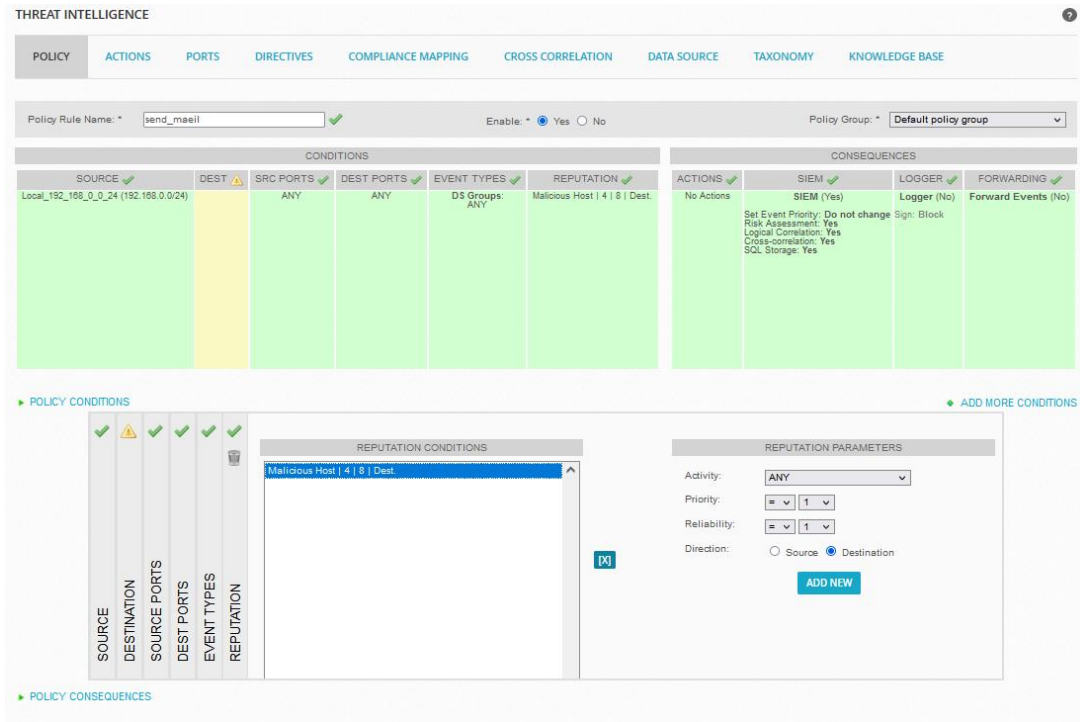 THREAT INTELLIGENCE
?
POLICY ACTIONS PORTS DIRECTIVES COMPLIANCE MAPPING CROSS CORRELATION DATA SOURCE TAXONOMY KNOWLEDGE BASE
Policy Rule Name: * send_maeil Enable: * Yes No Policy Group: * Default policy group
CONDITIONS CONSEQUENCES
SOURCE DEST SRC PORTS DEST PORTS EVENT TYPES REPUTATION ACTIONS SIEM LOGGER FORWARDING
Local_192_168_0_0_24 (192.168.0.0/24) ANY ANY DS Groups: Malicious Host | 4 | 8 | Dest. No Actions SIEM (Yes) Logger (No) Forward Events (No)
ANY
Set Event Priority: Do not change Sign: Block
Risk Assessment: Yes
Logical Correlation: Yes
Cross-correlation: Yes
SQL Storage: Yes
POLICY CONDITIONS ADD MORE CONDITIONS
SOURCE
DESTINATION
SOURCE PORTS
DEST PORTS
EVENT TYPES
REPUTATION
REPUTATION CONDITIONS
Malicious Host | 4 | 8 | Dest.
[X]
REPUTATION PARAMETERS
Activity: ANY
Priority: = 1
Reliability: = 1
Direction: Source Destination
ADD NEW
POLICY CONSEQUENCES